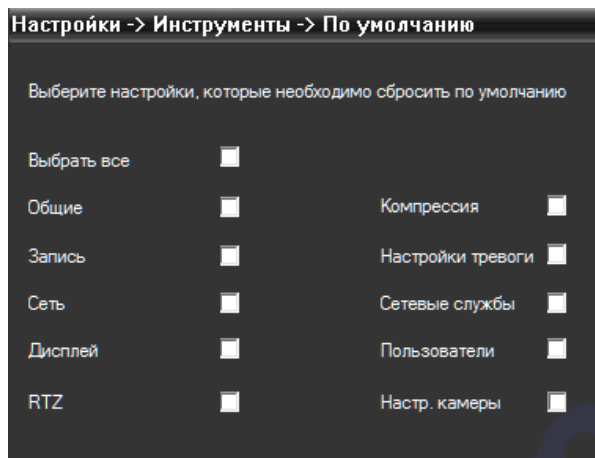 Настройки -> Инструменты -> По умолчанию
Выберите настройки, которые необходимо сбросить по умолчанию
Выбрать все
Общие
Компрессия
Запись
Настройки тревоги
Сеть
Сетевые службы
Дисплей
Пользователи
RTZ
Настр. камеры